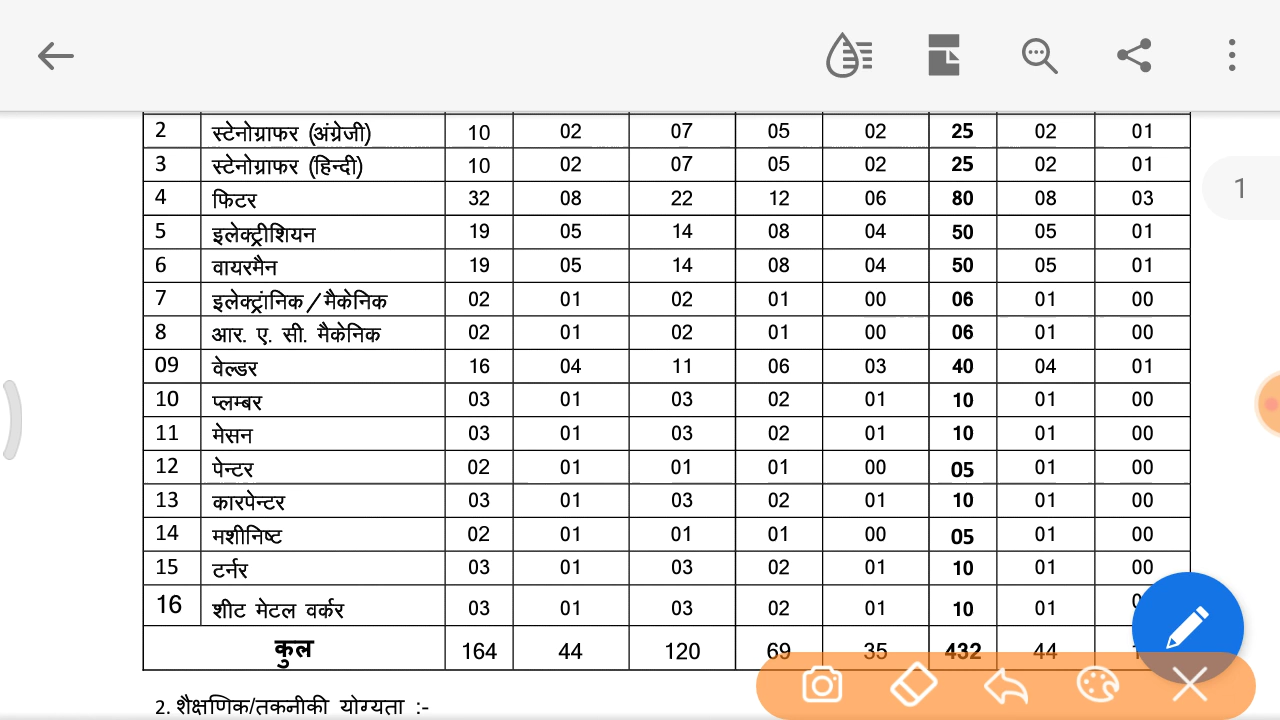 1
2 स्टेनोग्राफर (अंग्रेजी) 10 02 07 05 02 25 02 01
3 स्टेनोग्राफर (हिन्दी) 10 02 07 05 02 25 02 01
4 फिटर 32 08 22 12 06 80 08 03
5 इलेक्ट्रीशियन 19 05 14 08 04 50 05 01
6 वायरमैन 19 05 14 08 04 50 05 01
7 इलेक्ट्रांनिक/मैकेनिक 02 01 02 01 00 06 01 00
8 आर. ए. सी. मैकेनिक 02 01 02 01 00 06 01 00
09 वेल्डर 16 04 11 06 03 40 04 01
10 प्लम्बर 03 01 03 02 01 10 01 00
11 मेसन 03 01 03 02 01 10 01 00
12 पेन्टर 02 01 01 01 00 05 01 00
13 कारपेन्टर 03 01 03 02 01 10 01 00
14 मशीनिष्ट 02 01 01 01 00 05 01 00
15 टर्नर 03 01 03 02 01 10 01 00
16 शीट मेटल वर्कर 03 01 03 02 01 10 01
कुल 164 44 120 69 35 432 44
2. शैक्षणिक/तकनीकी योग्यता :-